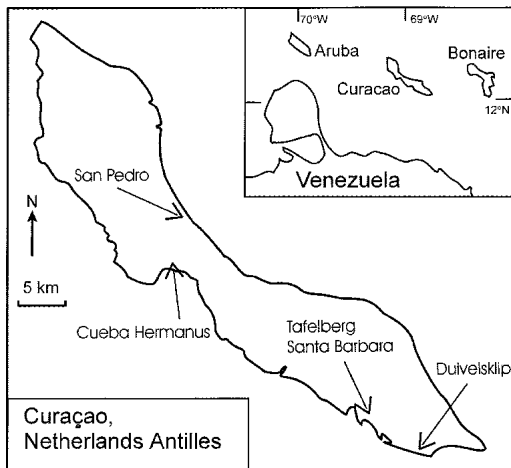 70°W
69°W
Aruba
Bonaire
Curacao
12°N
Venezuela
San Pedro
N
5 km
Cueba Hermanus
Tafelberg
Santa Barbara
Duivelsklip
Curaçao,
Netherlands Antilles